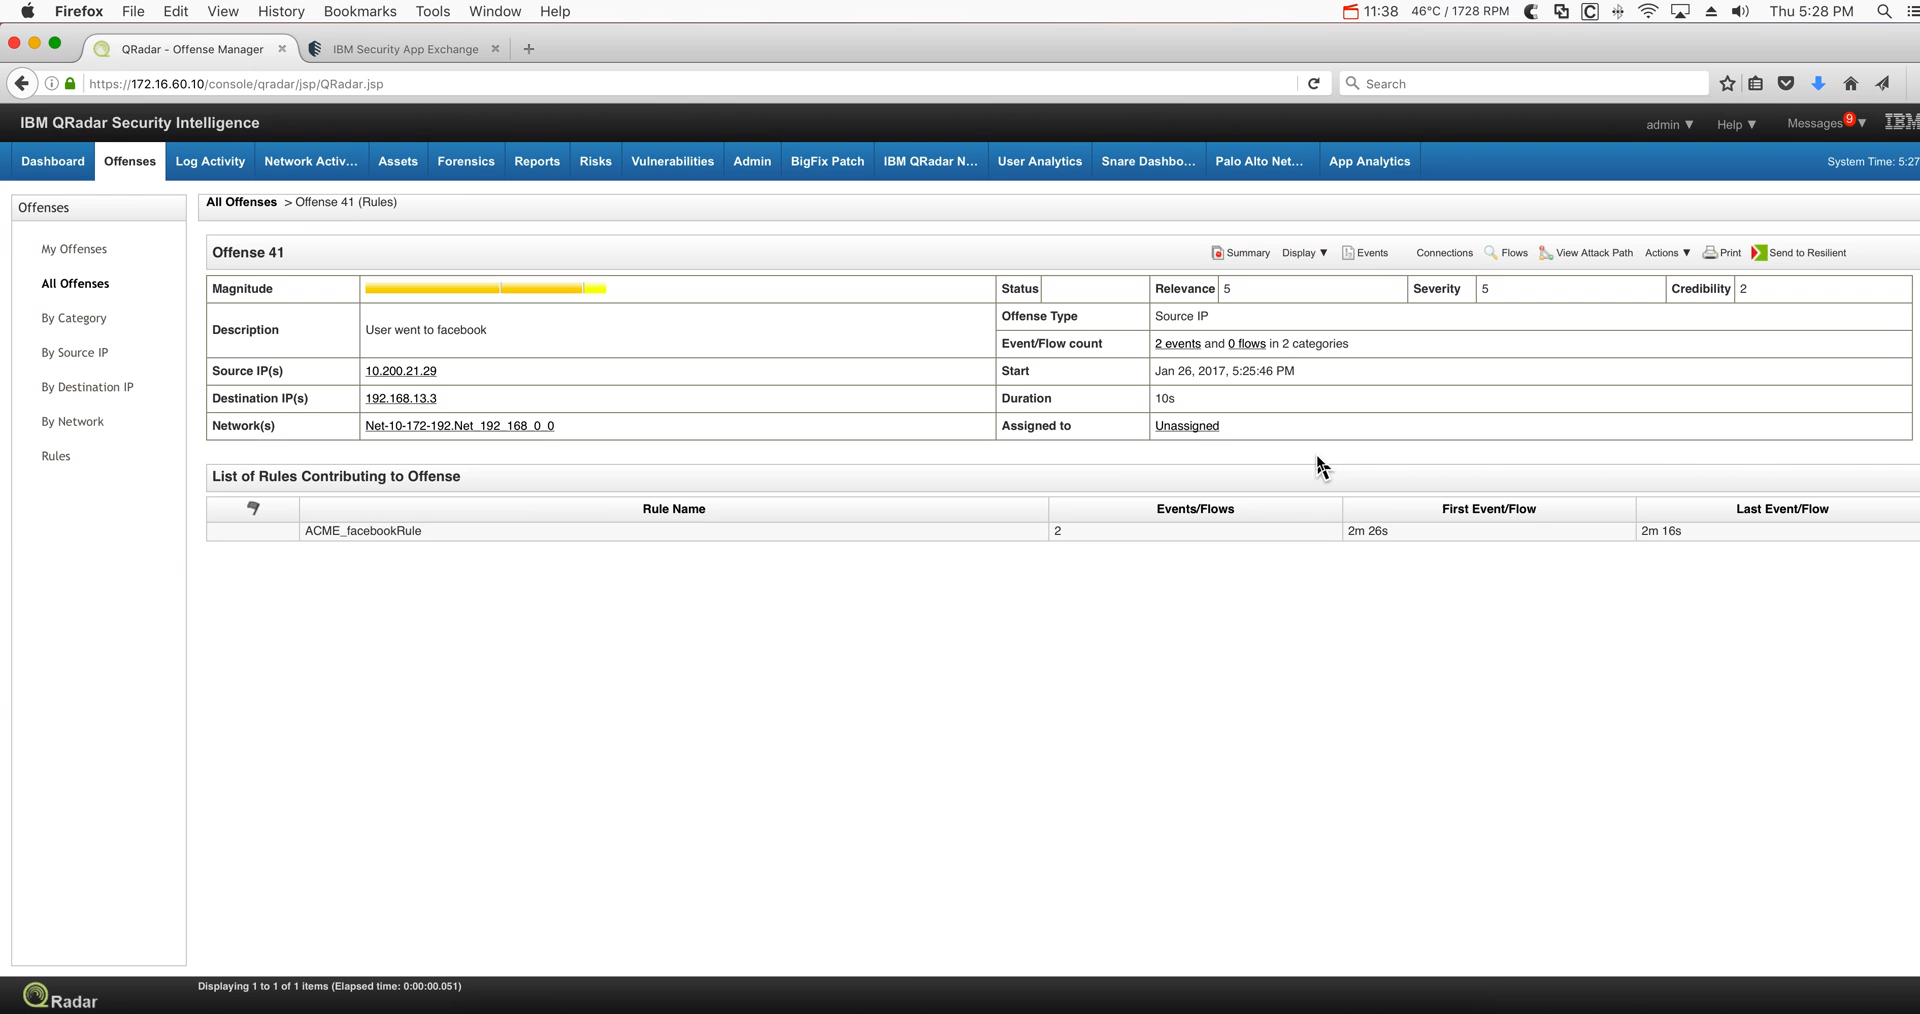 Firefox File Edit View History Bookmarks Tools Window Help 11:38 46°C / 1728 RPM Thu 5:28 PM
QRadar - Offense Manager IBM Security App Exchange
https://172.16.60.10/console/qradar/jsp/QRadar.jsp Search
IBM QRadar Security Intelligence admin ▼ Help ▼ Messages 9 ▼ IBM
Dashboard Offenses Log Activity Network Activ... Assets Forensics Reports Risks Vulnerabilities Admin BigFix Patch IBM QRadar N... User Analytics Snare Dashbo... Palo Alto Net... App Analytics System Time: 5:27
Offenses
My Offenses
All Offenses
By Category
By Source IP
By Destination IP
By Network
Rules
All Offenses > Offense 41 (Rules)
Offense 41 Summary Display ▼ Events Connections Flows View Attack Path Actions ▼ Print Send to Resilient
Magnitude Status Relevance 5 Severity 5 Credibility 2
Description User went to facebook
Offense Type Source IP
Event/Flow count 2 events and 0 flows in 2 categories
Source IP(s) 10.200.21.29 Start Jan 26, 2017, 5:25:46 PM
Destination IP(s) 192.168.13.3 Duration 10s
Network(s) Net-10-172-192.Net_192_168_0_0 Assigned to Unassigned
List of Rules Contributing to Offense
Rule Name Events/Flows First Event/Flow Last Event/Flow
ACME_facebookRule 2 2m 26s 2m 16s
Displaying 1 to 1 of 1 items (Elapsed time: 0:00:00.051)
QRadar